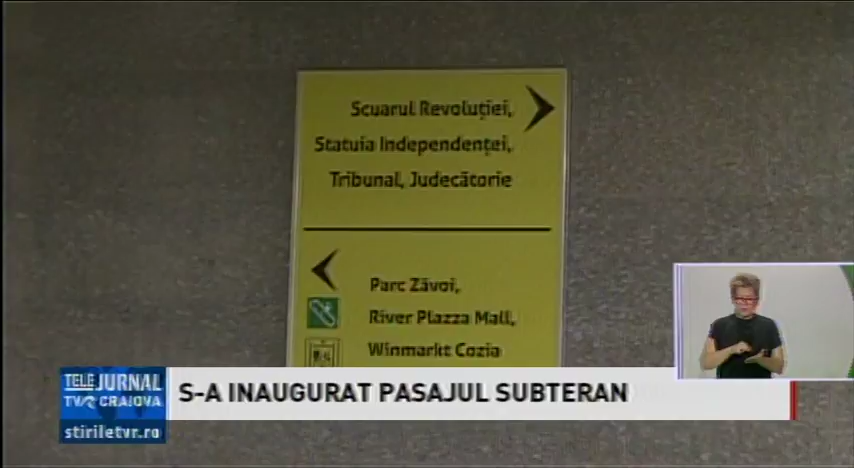 Scuarul Revoluției,
Statuia Independenței,
Tribunal, Judecătorie
Parc Zăvoi,
River Plazza Mall,
Winmarkt Cozia
TELE JURNAL
TVR CRAIOVA
stiriletvr.ro
S-A INAUGURAT PASAJUL SUBTERAN